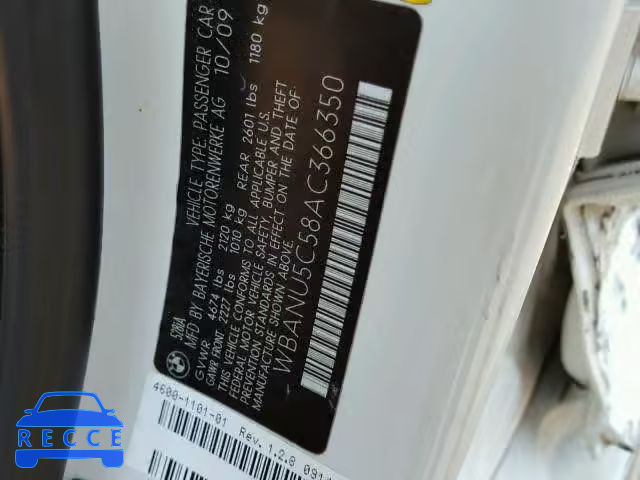 528iA
VEHICLE TYPE: PASSENGER CAR
MFD BY BAYERISCHE MOTORENWERKE AG 10/09
GVWR 4674 lbs 2120 kg
GAWR FRONT 2227 lbs 1010 kg REAR 2601 lbs 1180 kg
THIS VEHICLE CONFORMS TO ALL APPLICABLE U.S.
FEDERAL MOTOR VEHICLE SAFETY, BUMPER AND THEFT
PREVENTION STANDARDS IN EFFECT ON THE DATE OF
MANUFACTURE SHOWN ABOVE.
WBANU5C58AC366350
4600-1101-01 Rev. 1.2.8
RECCE